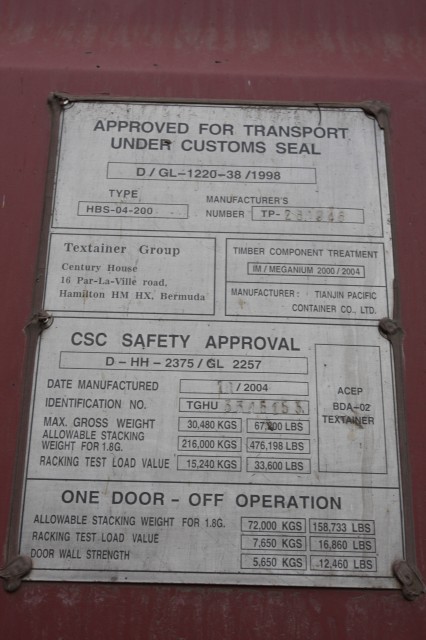 APPROVED FOR TRANSPORT
UNDER CUSTOMS SEAL
D / GL-1220-38 /1998
TYPE
HBS-04-200
MANUFACTURER'S
NUMBER TP-
Textainer Group
Century House
16 Par-La-Ville road,
Hamilton HM HX, Bermuda
TIMBER COMPONENT TREATMENT
IM / MEGANIUM 2000 / 2004
MANUFACTURER : TIANJIN PACIFIC
CONTAINER CO., LTD.
CSC SAFETY APPROVAL
D - HH - 2375 / GL 2257
DATE MANUFACTURED 11 / 2004
IDENTIFICATION NO. TGHU
MAX. GROSS WEIGHT 30,480 KGS 67,200 LBS
ALLOWABLE STACKING
WEIGHT FOR 1.8G. 216,000 KGS 476,198 LBS
RACKING TEST LOAD VALUE 15,240 KGS 33,600 LBS
ACEP
BDA-02
TEXTAINER
ONE DOOR - OFF OPERATION
ALLOWABLE STACKING WEIGHT FOR 1.8G. 72,000 KGS 158,733 LBS
RACKING TEST LOAD VALUE 7,650 KGS 16,860 LBS
DOOR WALL STRENGTH 5,650 KGS 12,460 LBS